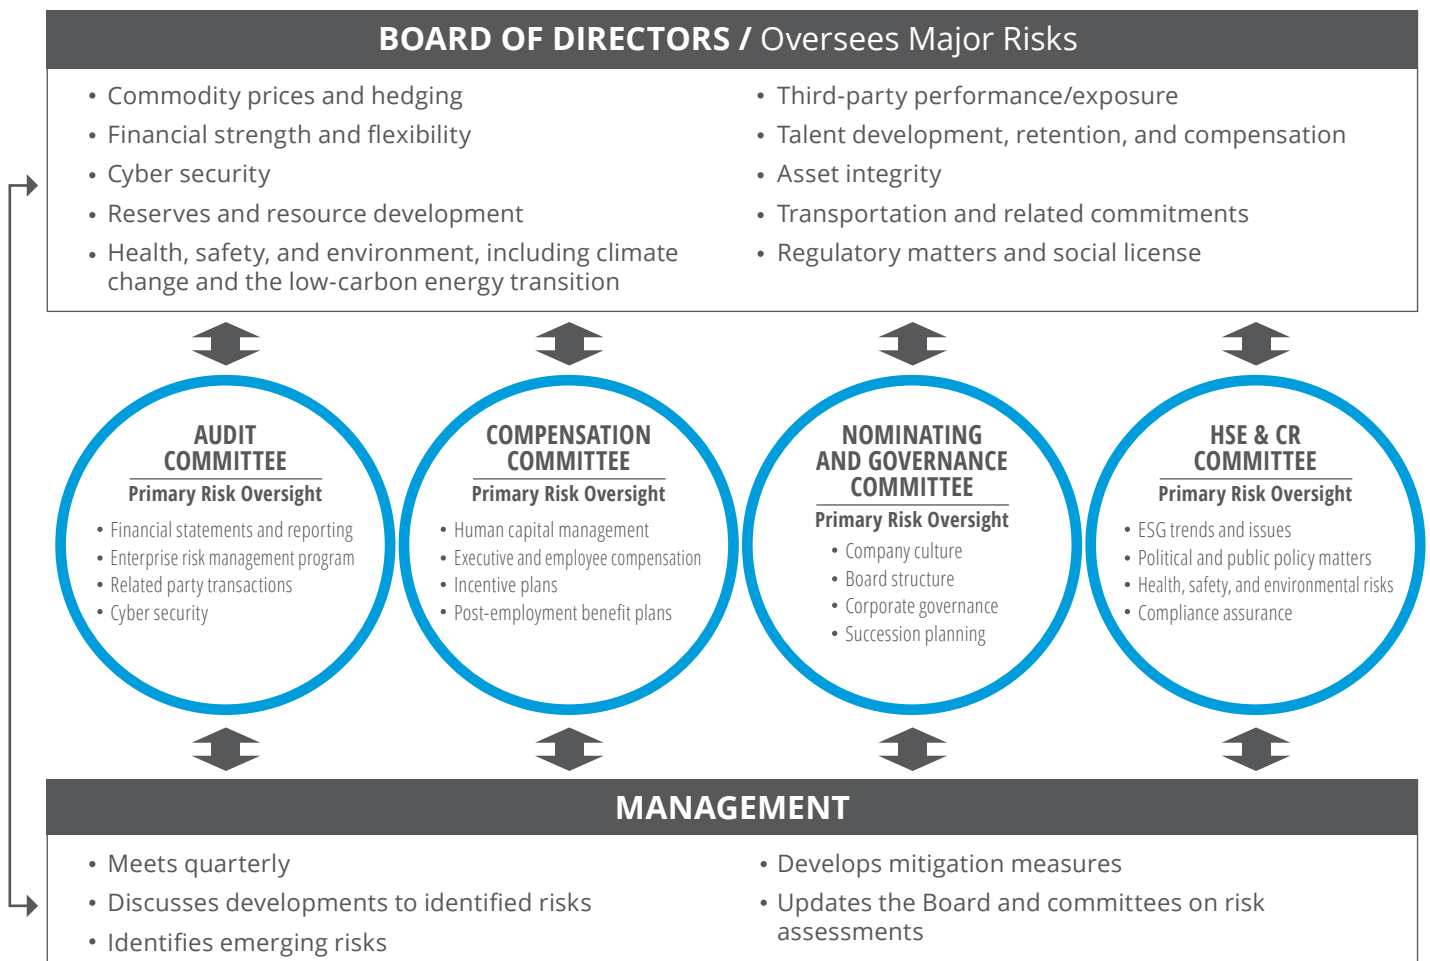 BOARD OF DIRECTORS / Oversees Major Risks
• Commodity prices and hedging
• Financial strength and flexibility
• Cyber security
• Reserves and resource development
• Health, safety, and environment, including climate
change and the low-carbon energy transition
• Third-party performance/exposure
• Talent development, retention, and compensation
• Asset integrity
• Transportation and related commitments
• Regulatory matters and social license
AUDIT
COMMITTEE
Primary Risk Oversight
• Financial statements and reporting
• Enterprise risk management program
• Related party transactions
• Cyber security
COMPENSATION
COMMITTEE
Primary Risk Oversight
• Human capital management
• Executive and employee compensation
• Incentive plans
• Post-employment benefit plans
NOMINATING
AND GOVERNANCE
COMMITTEE
Primary Risk Oversight
• Company culture
• Board structure
• Corporate governance
• Succession planning
HSE & CR
COMMITTEE
Primary Risk Oversight
• ESG trends and issues
• Political and public policy matters
• Health, safety, and environmental risks
• Compliance assurance
MANAGEMENT
• Meets quarterly
• Discusses developments to identified risks
• Identifies emerging risks
• Develops mitigation measures
• Updates the Board and committees on risk
assessments